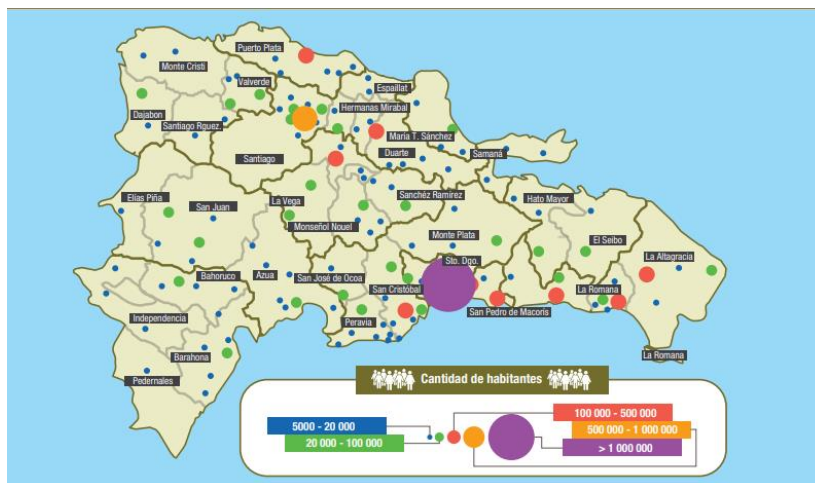 Puerto Plata
Monte Cristi
Valverde
Espaillat
Hermanas Mirabal
Dajabon
Santiago Rguez.
María T. Sánchez
Santiago
Duarte
Samaná
Elías Piña
San Juan
La Vega
Sanchéz Ramírez
Hato Mayor
Monseñol Nouel
Monte Plata
El Seibo
La Altagracia
Sto. Dgo.
Bahoruco
Azua
San José de Ocoa
San Cristóbal
La Romana
San Pedro de Macorís
Independencia
Peravia
Barahona
La Romana
Pedernales
Cantidad de habitantes
5000 - 20 000
20 000 - 100 000
100 000 - 500 000
500 000 - 1 000 000
> 1 000 000